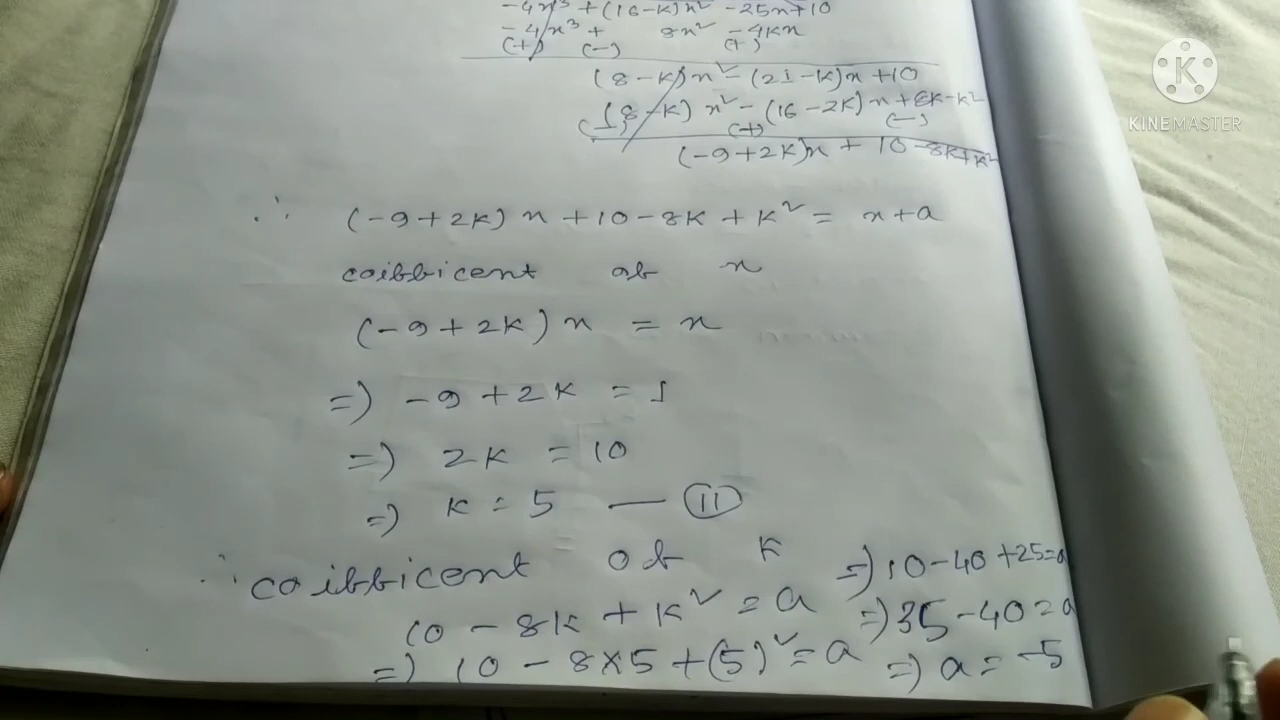 -4x³ + (16-k)x² -25x+10
-4x³ + 8x² -4kx
(+) (-) (+)
(8-k)x² - (21-k)x +10
(8-k)x² - (16-2k)x + 8k-k²
(-) (+) (-)
(-9+2k)x + 10-8k+k²
∴ (-9+2k)x +10-8k+k² = x+a
coibbicent ob x
(-9+2k)x = x
=) -9+2k = 1
=) 2k = 10
=) k = 5 — (II)
∴ coibbicent ob k
10 - 8k + k² = a
=) 10 - 8x5 + (5)² = a
=) 10-40+25=a
=) 35-40=a
=) a = -5
K
KINEMASTER